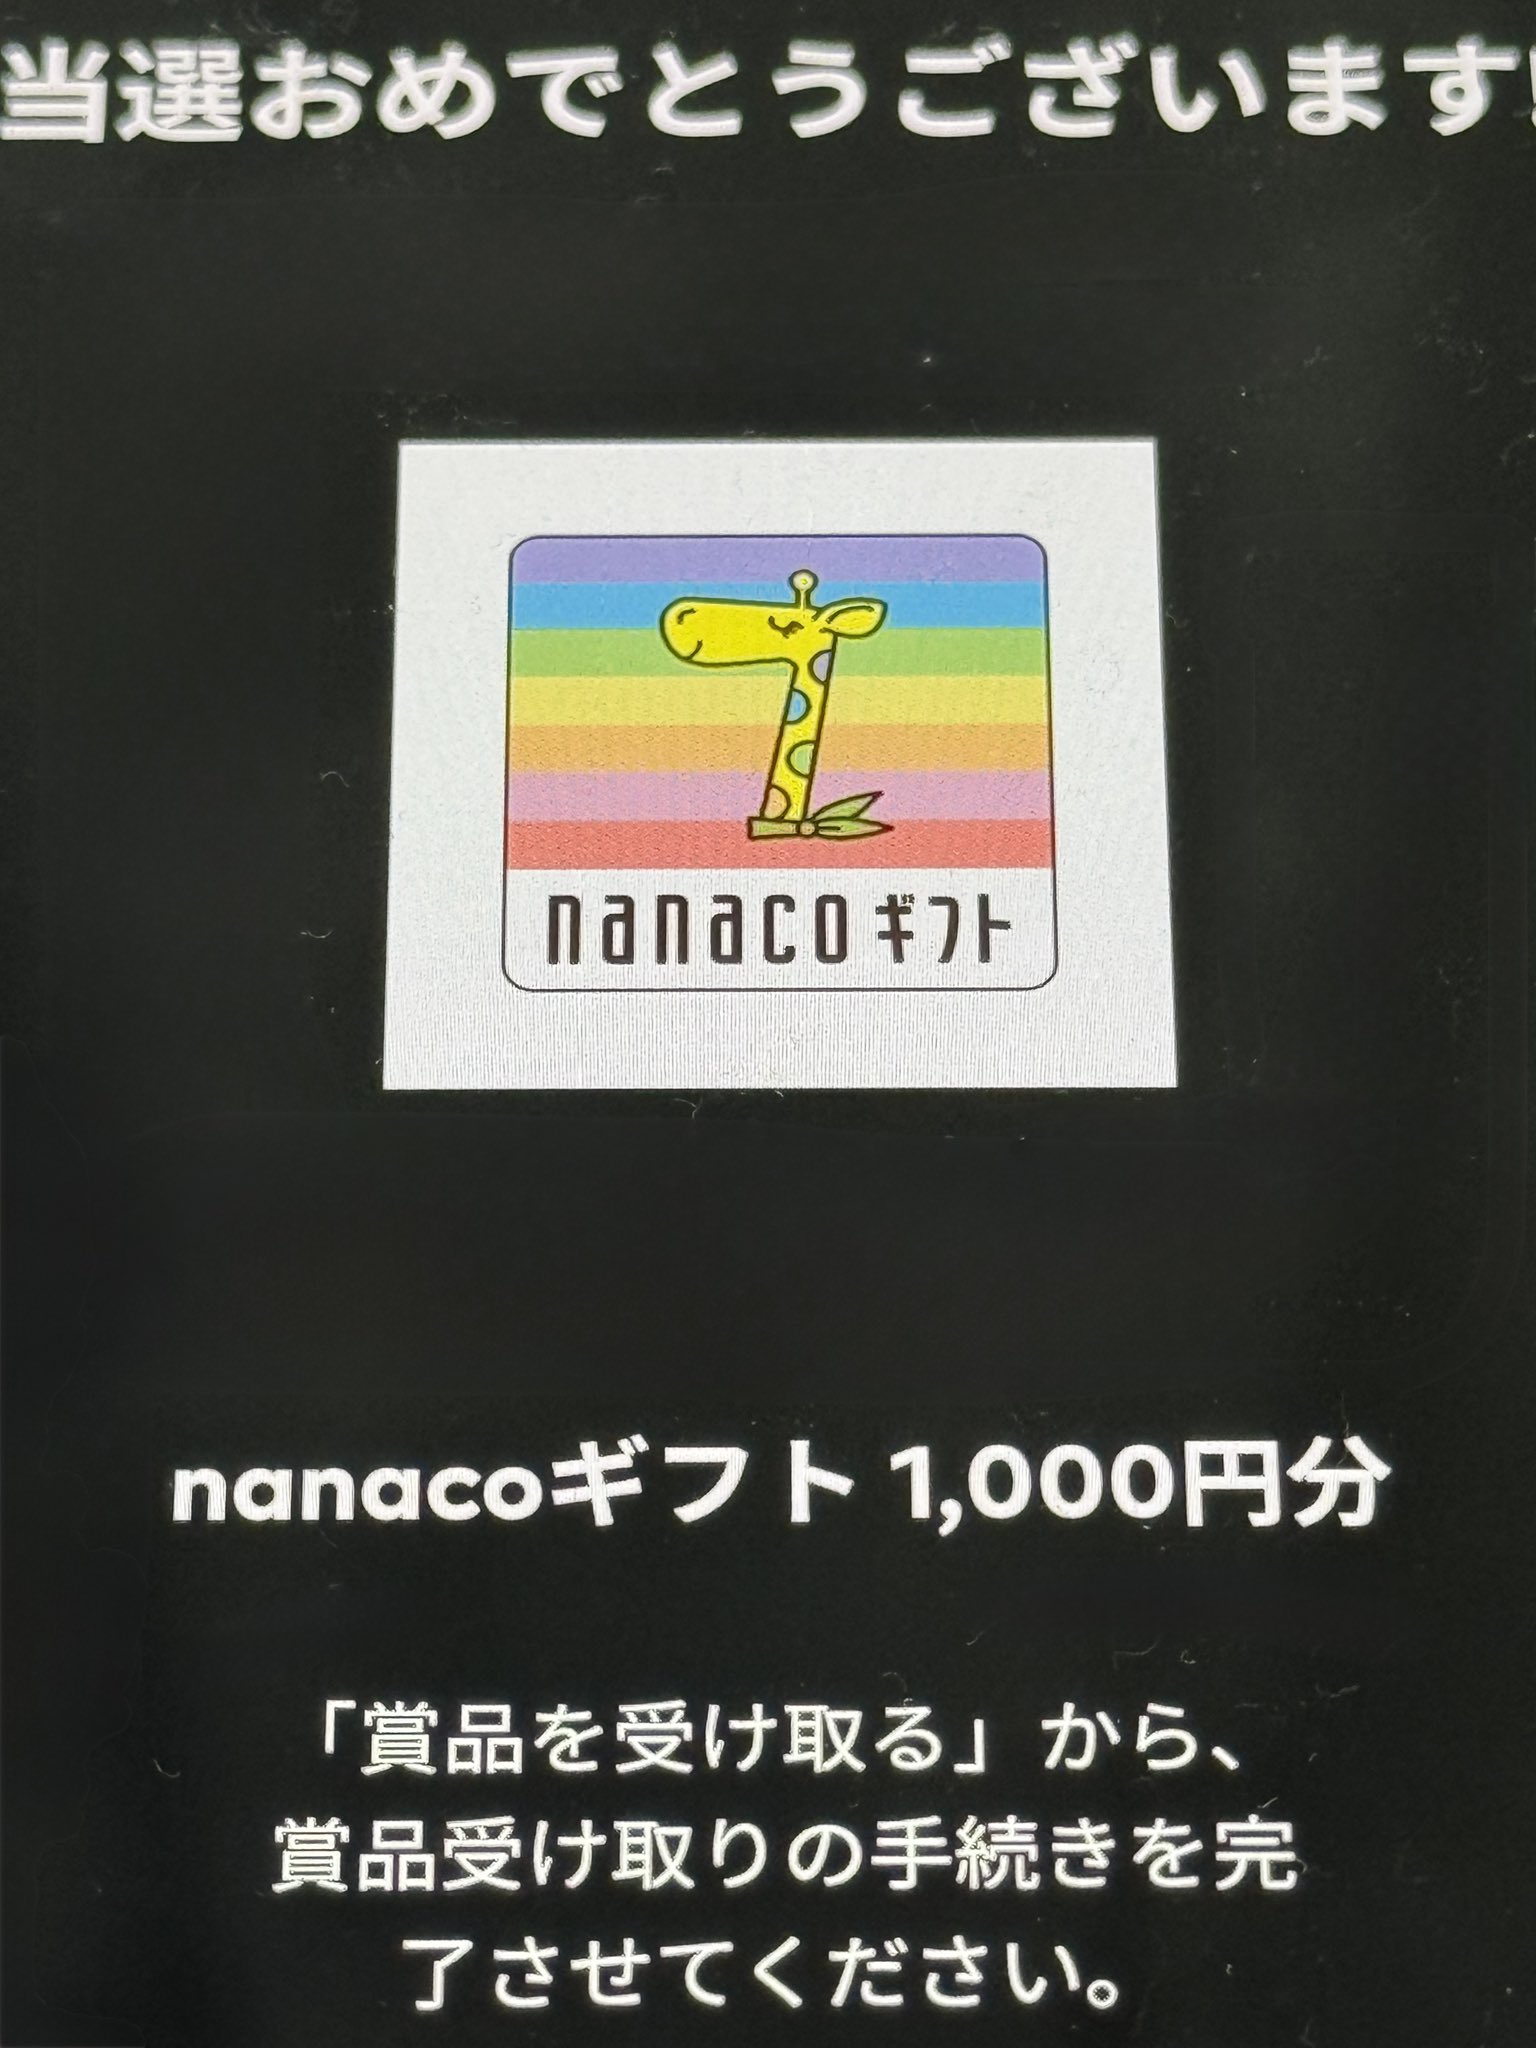 当選おめでとうございます!
nanacoギフト
nanacoギフト 1,000円分
「賞品を受け取る」から、
賞品受け取りの手続きを完
了させてください。